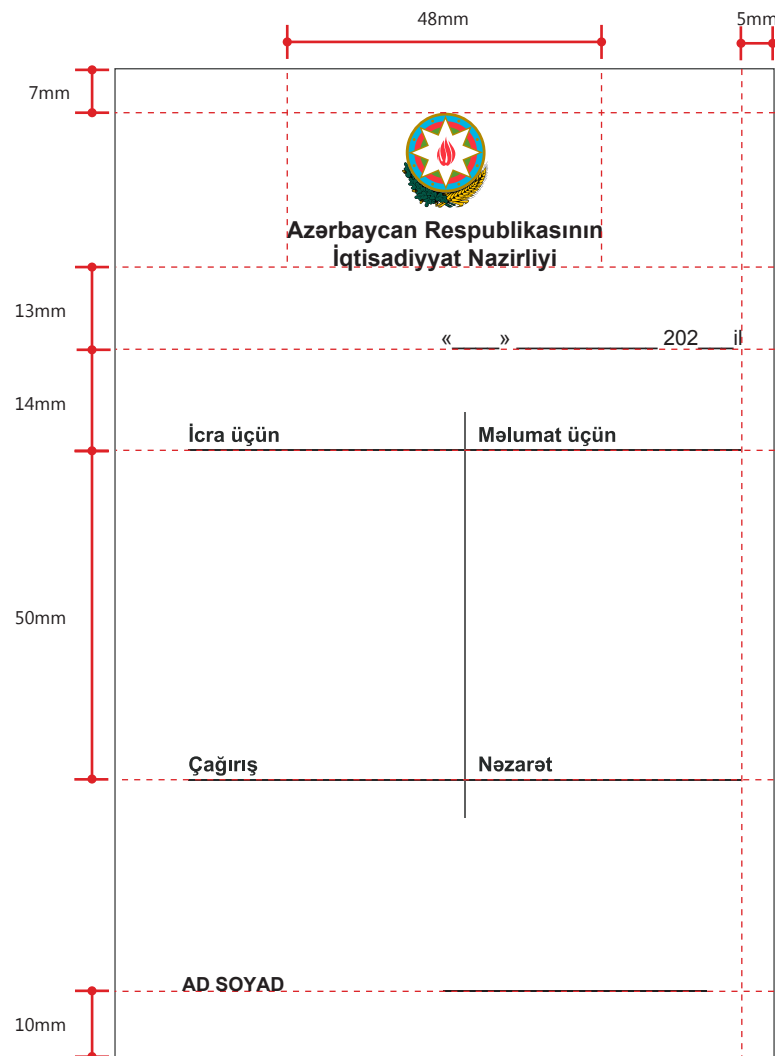 48mm
5mm
7mm
Azərbaycan Respublikasının
İqtisadiyyat Nazirliyi
13mm
«____» _______________ 202___il
14mm
İcra üçün
Məlumat üçün
50mm
Çağırış
Nəzarət
AD SOYAD
10mm